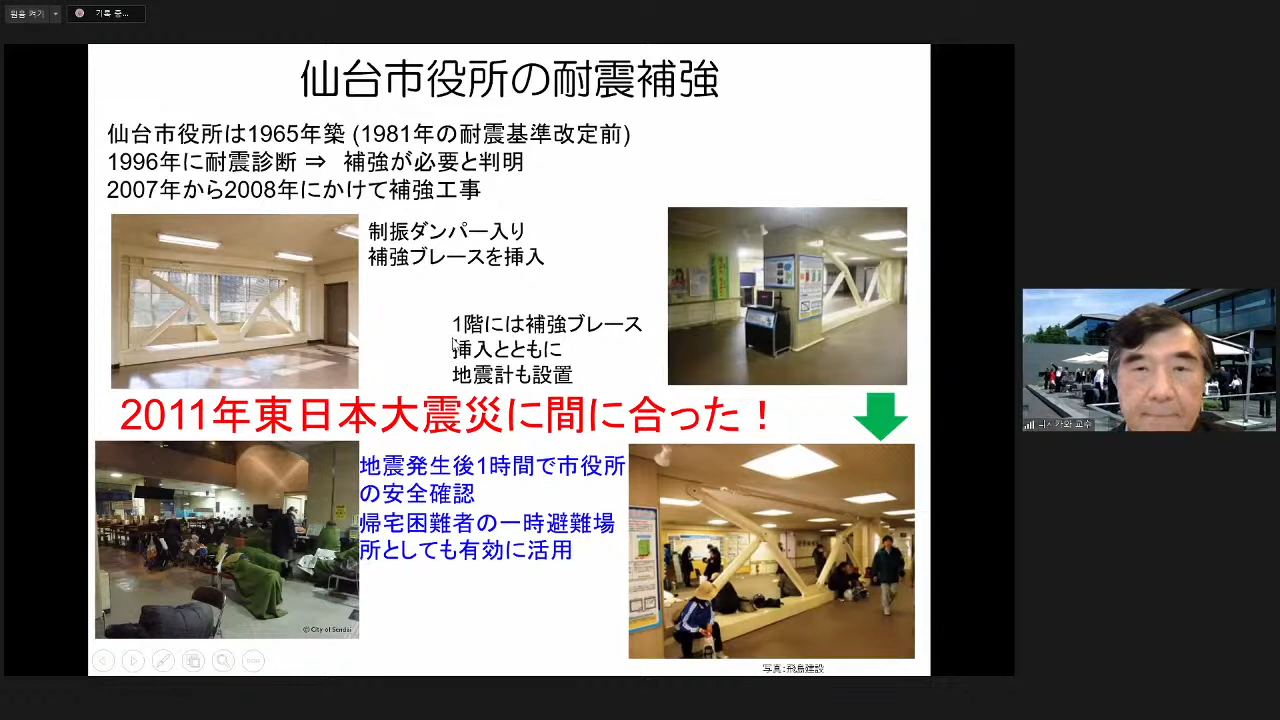 원음 켜기
기록 중...
仙台市役所の耐震補強
仙台市役所は1965年築 (1981年の耐震基準改定前)
1996年に耐震診断 ⇒ 補強が必要と判明
2007年から2008年にかけて補強工事
制振ダンパー入り
補強ブレースを挿入
1階には補強ブレース
挿入とともに
地震計も設置
2011年東日本大震災に間に合った！
地震発生後1時間で市役所
の安全確認
帰宅困難者の一時避難場
所としても有効に活用
© City of Sendai
写真：飛島建設
교수